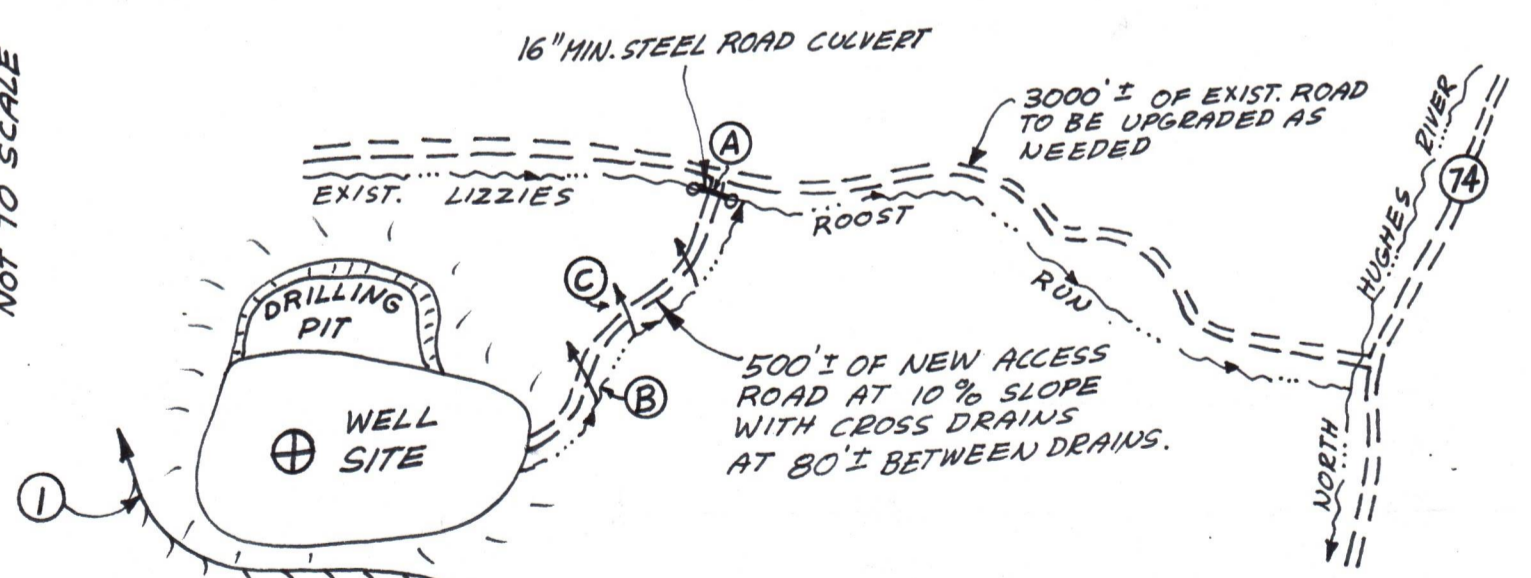 NOT TO SCALE
16" MIN. STEEL ROAD CULVERT
A
3000'± OF EXIST. ROAD
TO BE UPGRADED AS
NEEDED
HUGHES RIVER
74
EXIST. LIZZIES
ROOST
RUN
C
DRILLING
PIT
500'± OF NEW ACCESS
ROAD AT 10% SLOPE
WITH CROSS DRAINS
AT 80'± BETWEEN DRAINS.
B
WELL
SITE
NORTH
1